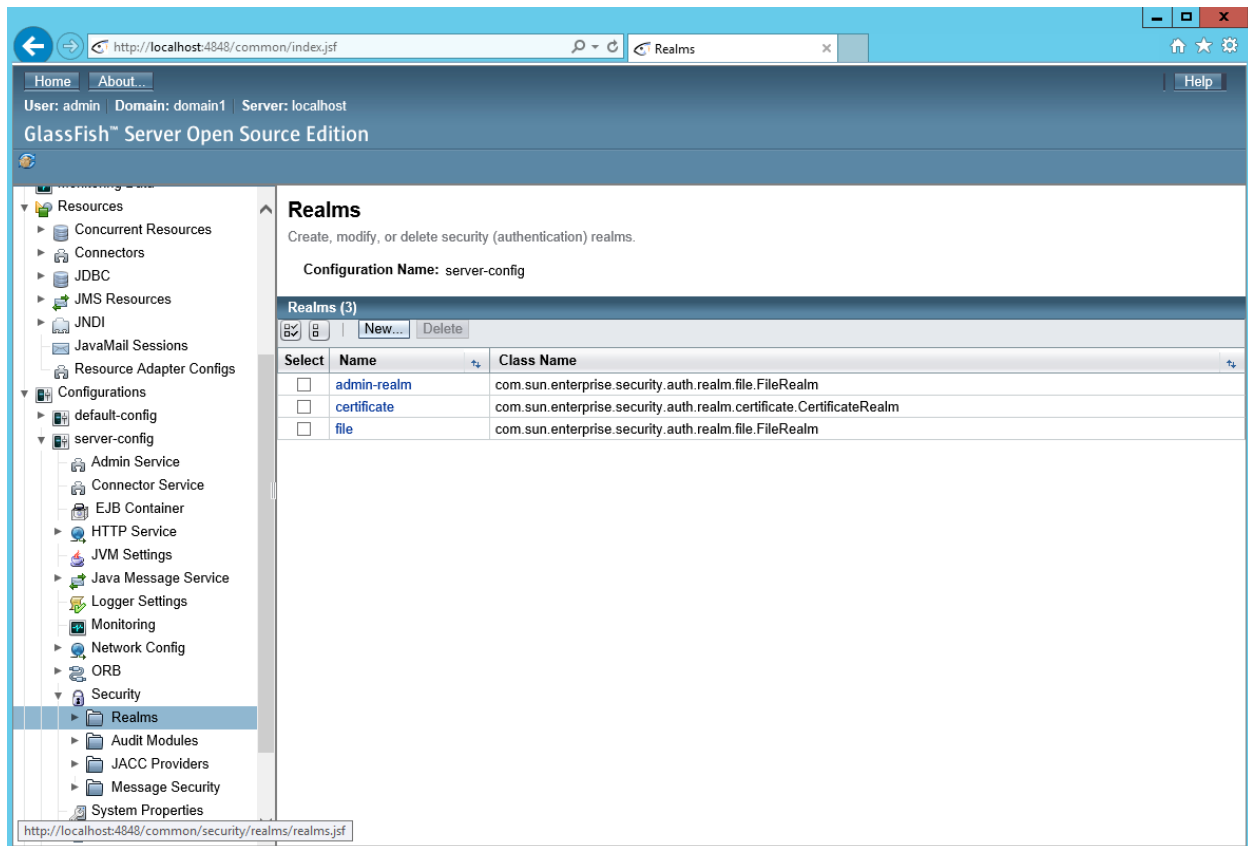 http://localhost:4848/common/index.jsf
Realms
Home About...
Help
User: admin Domain: domain1 Server: localhost
GlassFish™ Server Open Source Edition
Monitoring Data
Resources
Concurrent Resources
Connectors
JDBC
JMS Resources
JNDI
JavaMail Sessions
Resource Adapter Configs
Configurations
default-config
server-config
Admin Service
Connector Service
EJB Container
HTTP Service
JVM Settings
Java Message Service
Logger Settings
Monitoring
Network Config
ORB
Security
Realms
Audit Modules
JACC Providers
Message Security
System Properties
http://localhost:4848/common/security/realms/realms.jsf
Realms
Create, modify, or delete security (authentication) realms.
Configuration Name: server-config
Realms (3)
New... Delete
Select Name Class Name
admin-realm com.sun.enterprise.security.auth.realm.file.FileRealm
certificate com.sun.enterprise.security.auth.realm.certificate.CertificateRealm
file com.sun.enterprise.security.auth.realm.file.FileRealm